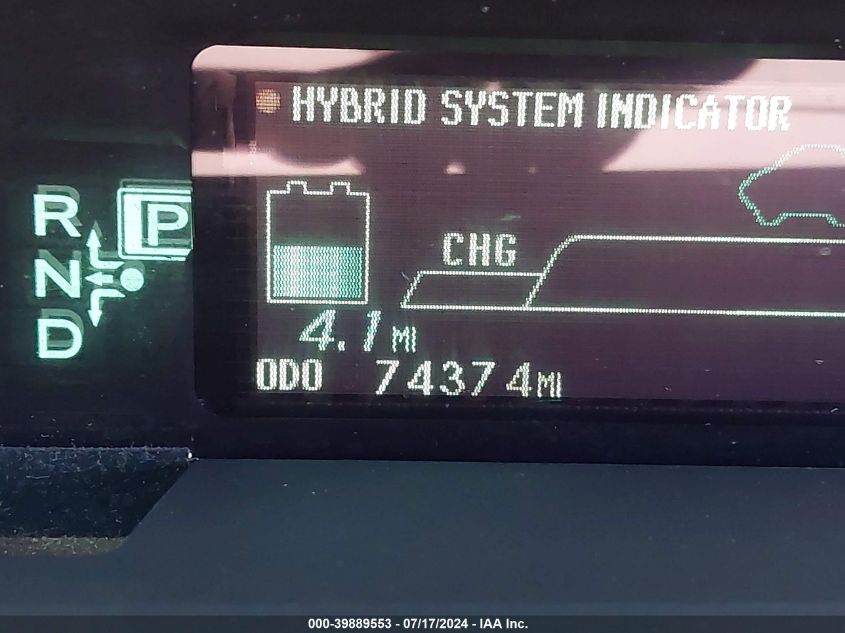 HYBRID SYSTEM INDICATOR
R
P
N
D
CHG
4.1 MI
ODO 74374 MI
000-39889553 - 07/17/2024 - IAA Inc.